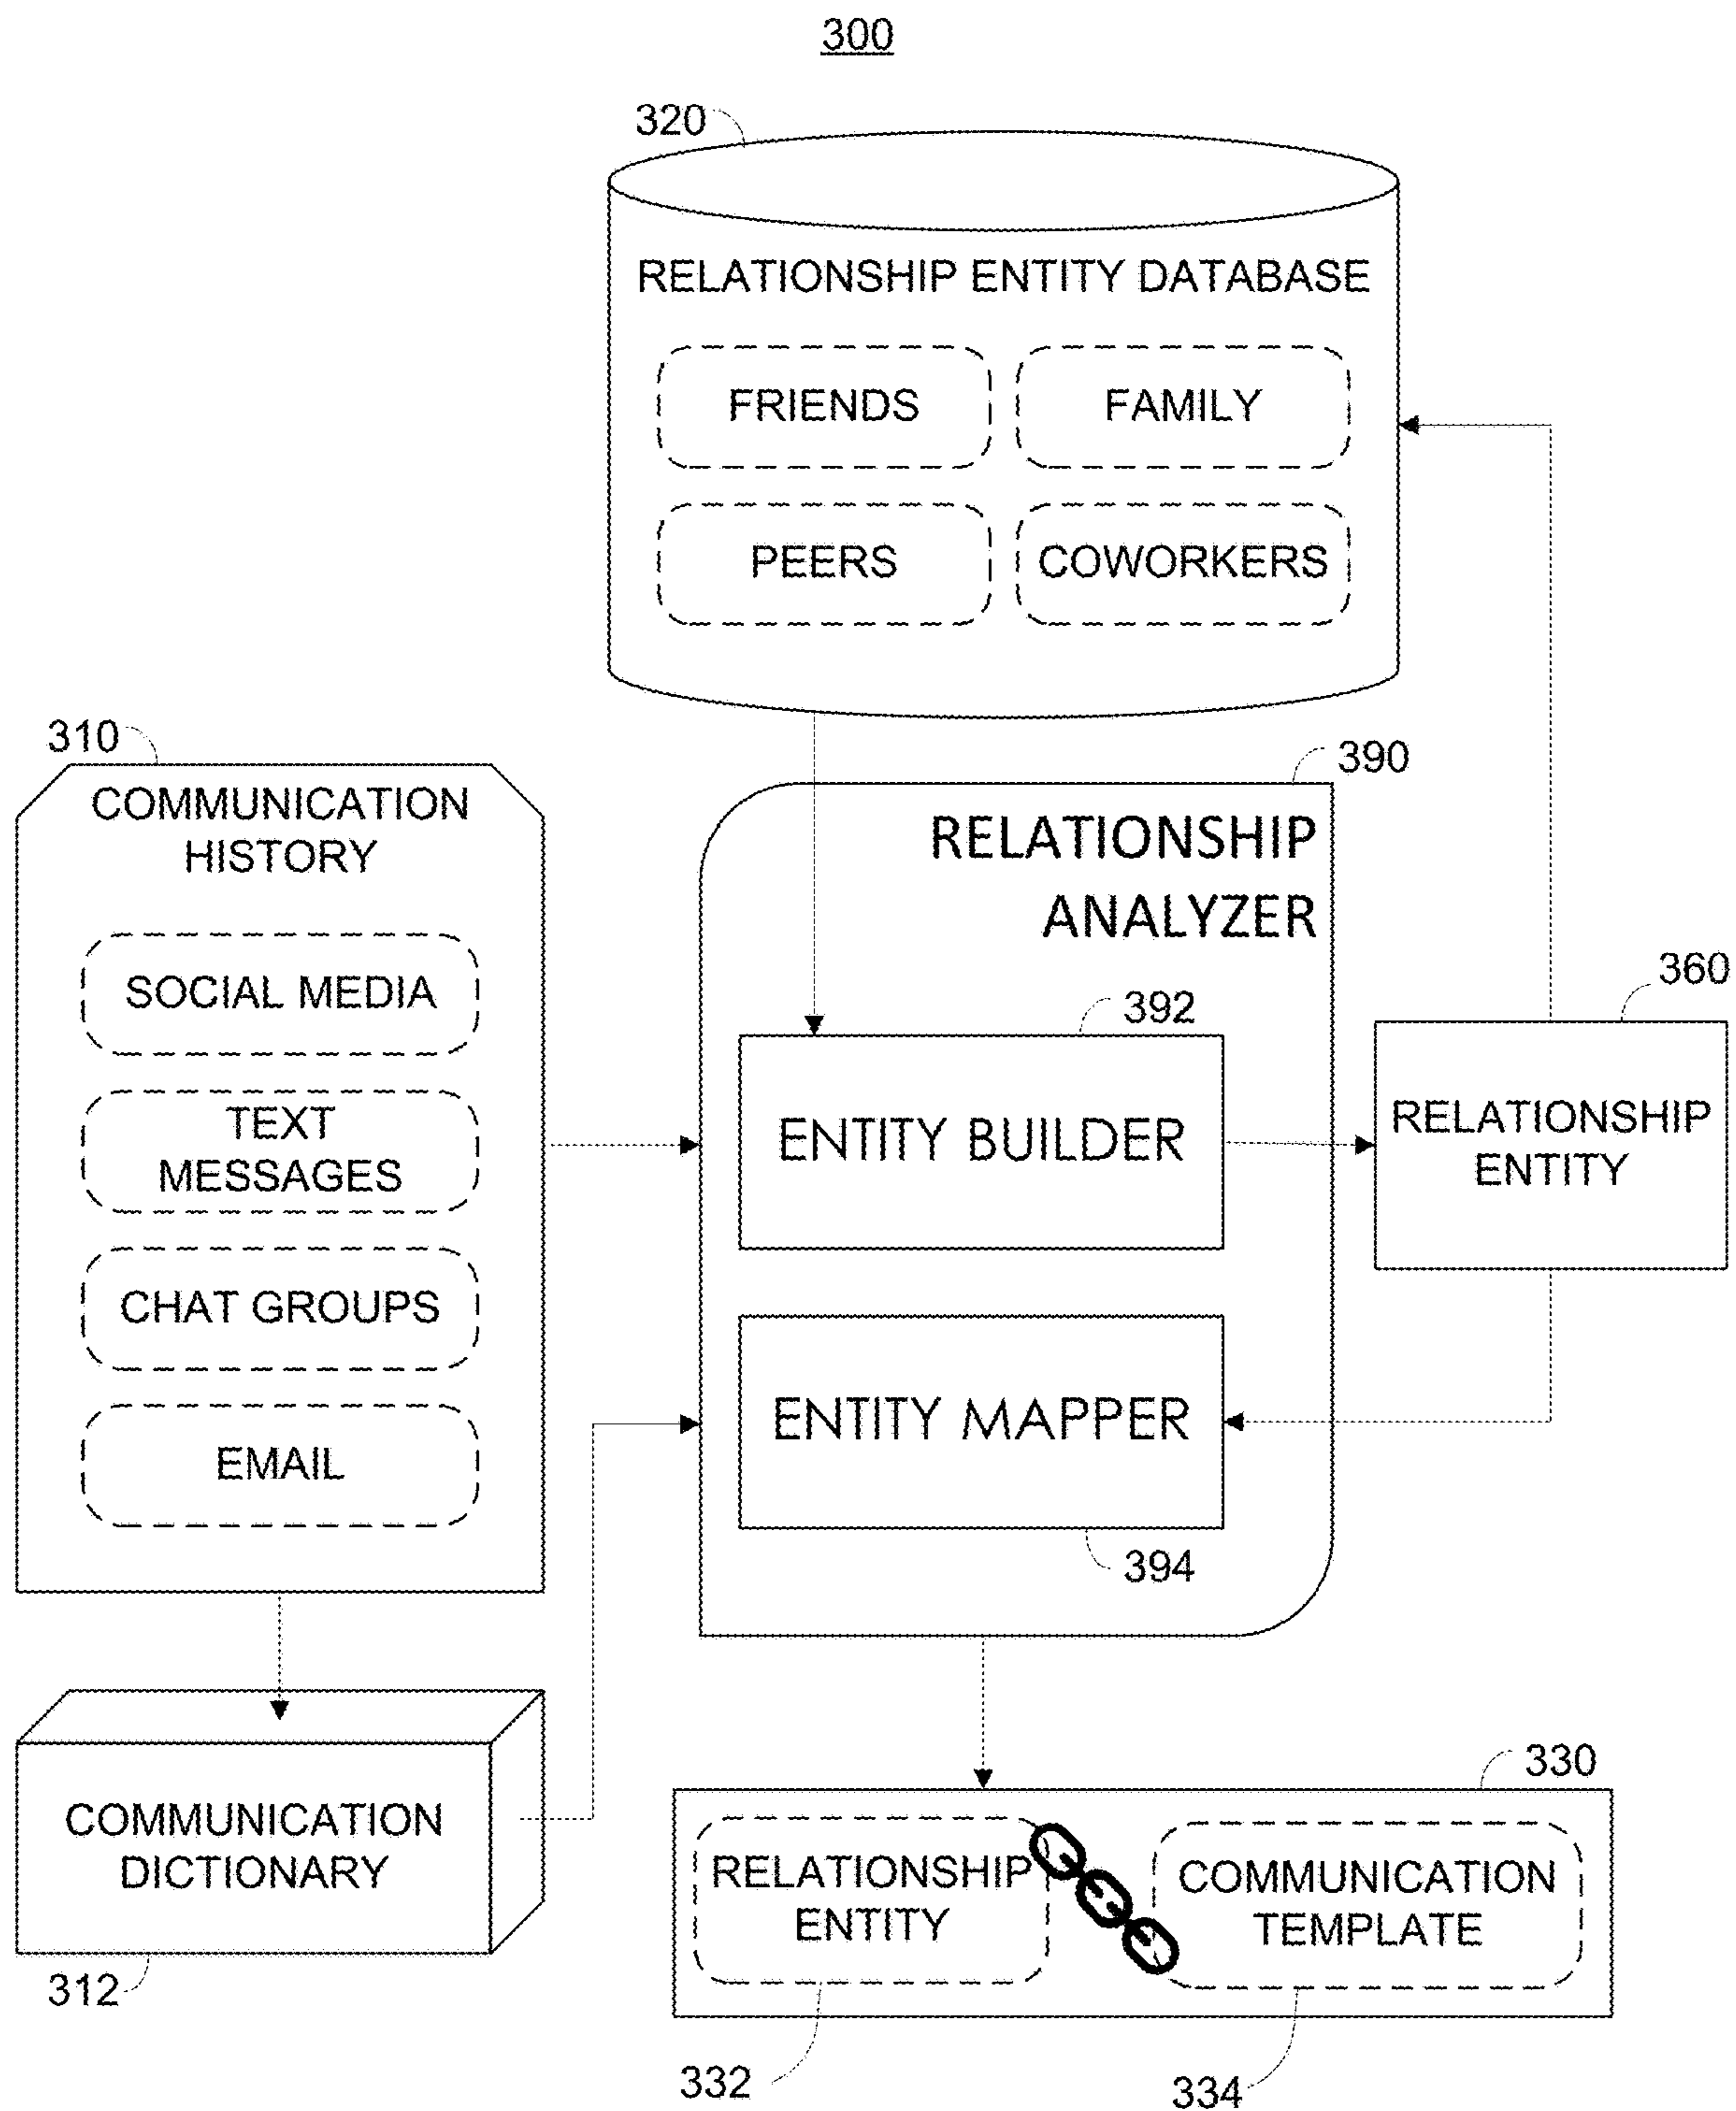 300
320
RELATIONSHIP ENTITY DATABASE
FRIENDS
FAMILY
PEERS
COWORKERS
310
COMMUNICATION
HISTORY
SOCIAL MEDIA
TEXT
MESSAGES
CHAT GROUPS
EMAIL
390
RELATIONSHIP
ANALYZER
392
ENTITY BUILDER
ENTITY MAPPER
394
360
RELATIONSHIP
ENTITY
COMMUNICATION
DICTIONARY
312
330
RELATIONSHIP
ENTITY
COMMUNICATION
TEMPLATE
332
334